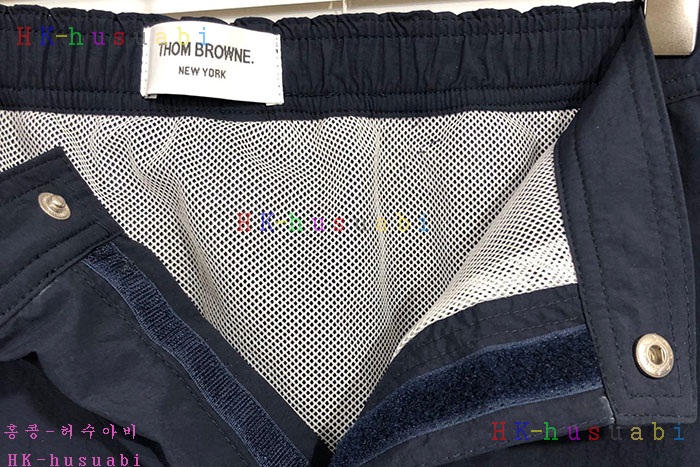 HK-husuabi
THOM BROWNE.
NEW YORK
HK-husuabi
홍콩-허수아비
HK-husuabi
HK-husuabi